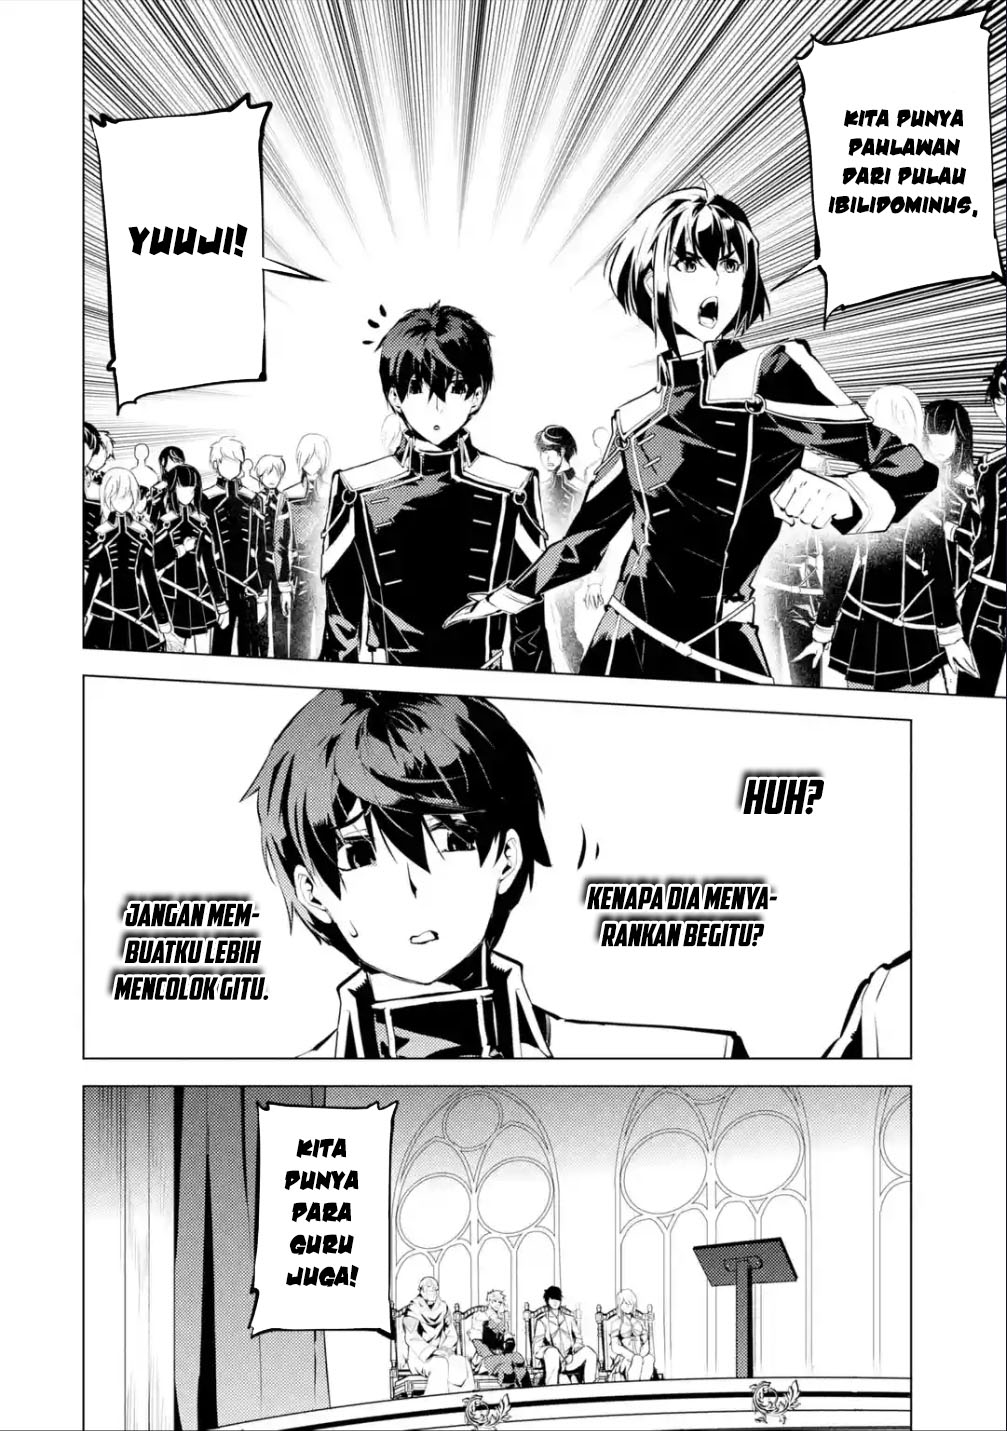 KITA PUNYA
PAHLAWAN
DARI PULAU
IBILIDOMINUS,
YUUJI!
HUH?
KENAPA DIA MENYA-
RANKAN BEGITU?
JANGAN MEM-
BUATKU LEBIH
MENCOLOK GITU.
KITA
PUNYA
PARA
GURU
JUGA!